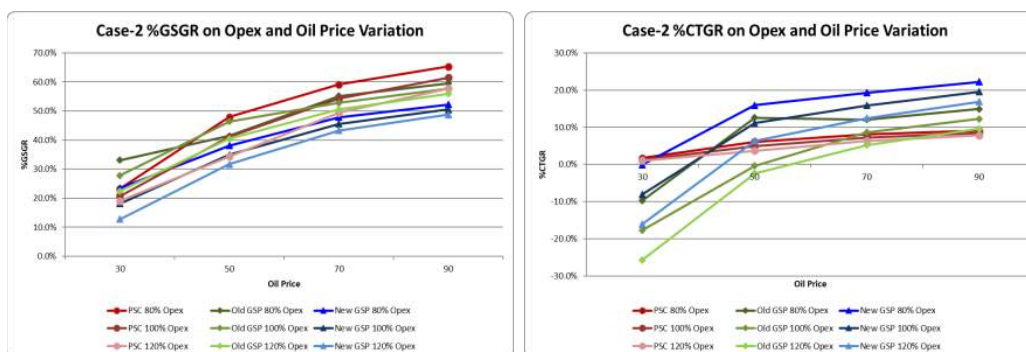 Case-2 %GSGR on Opex and Oil Price Variation
70.0%
60.0%
50.0%
40.0%
30.0%
20.0%
10.0%
0.0%
%GSGR
30 50 70 90
Oil Price
PSC 80% Opex Old GSP 80% Opex New GSP 80% Opex
PSC 100% Opex Old GSP 100% Opex New GSP 100% Opex
PSC 120% Opex Old GSP 120% Opex New GSP 120% Opex
Case-2 %CTGR on Opex and Oil Price Variation
30.0%
20.0%
10.0%
0.0%
-10.0%
-20.0%
-30.0%
%CTGR
30 50 70 90
Oil Price
PSC 80% Opex Old GSP 80% Opex New GSP 80% Opex
PSC 100% Opex Old GSP 100% Opex New GSP 100% Opex
PSC 120% Opex Old GSP 120% Opex New GSP 120% Opex